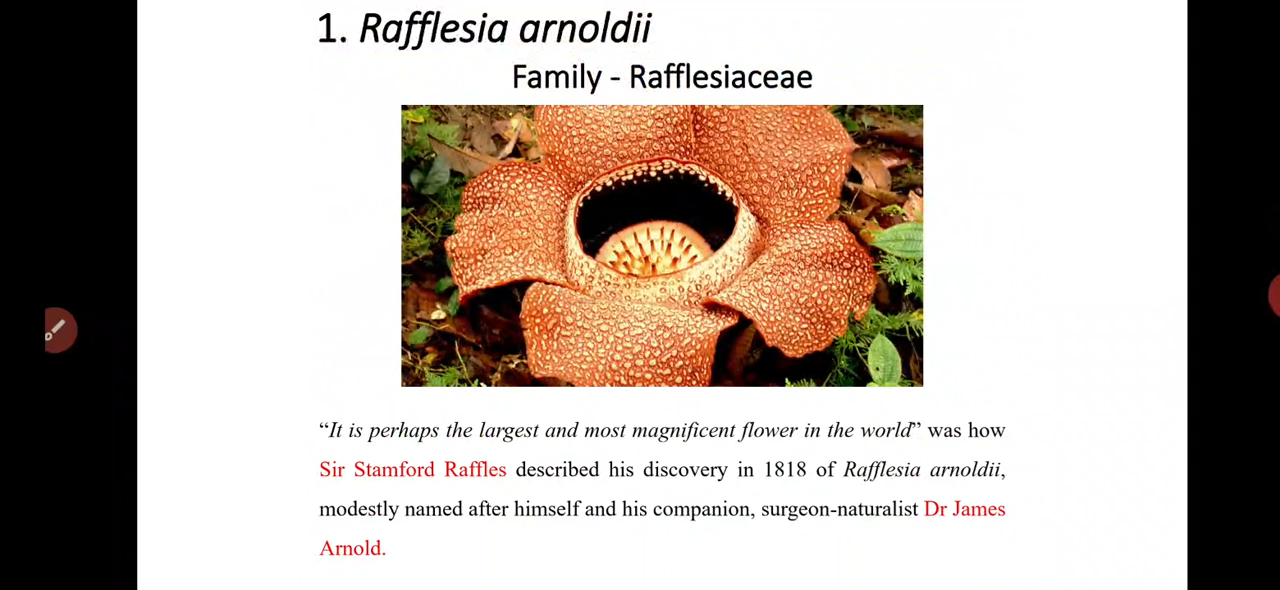 1. Rafflesia arnoldii
Family - Rafflesiaceae
“It is perhaps the largest and most magnificent flower in the world” was how
Sir Stamford Raffles described his discovery in 1818 of Rafflesia arnoldii,
modestly named after himself and his companion, surgeon-naturalist Dr James
Arnold.